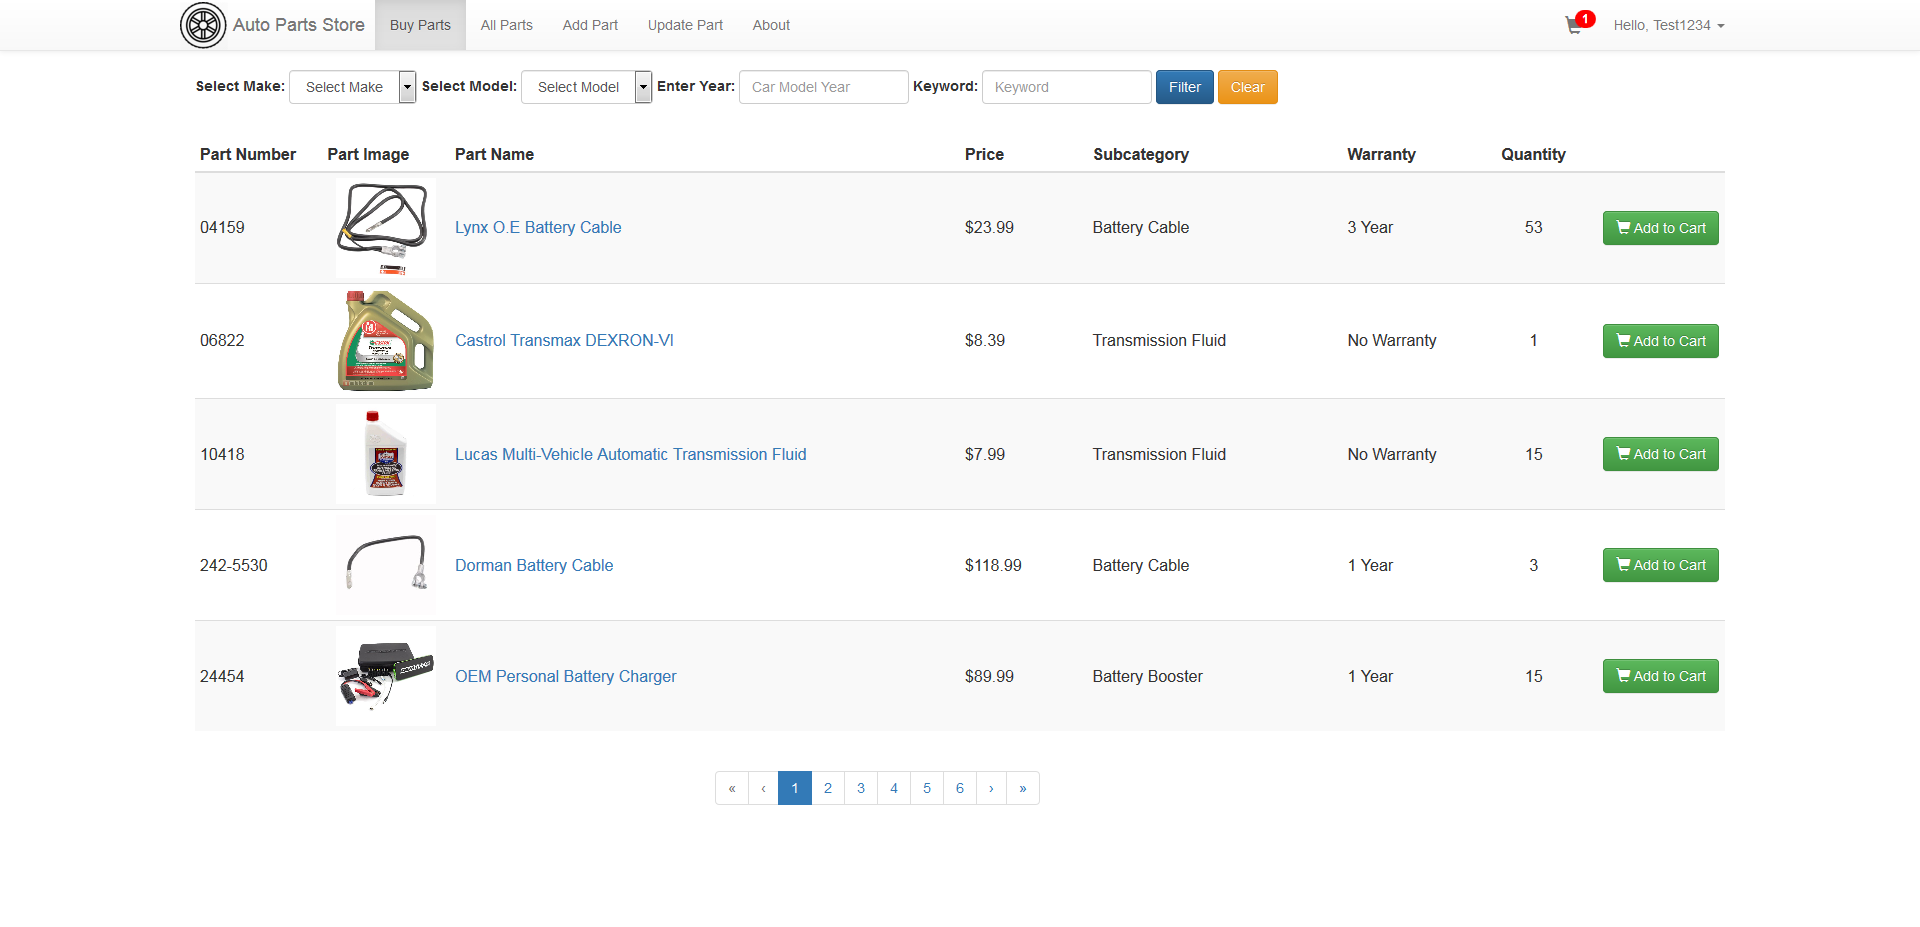 Auto Parts Store Buy Parts All Parts Add Part Update Part About 1 Hello, Test1234
Select Make: Select Make Select Model: Select Model Enter Year: Car Model Year Keyword: Keyword Filter Clear
Part Number Part Image Part Name Price Subcategory Warranty Quantity
04159 Lynx O.E Battery Cable $23.99 Battery Cable 3 Year 53 Add to Cart
06822 Castrol Transmax DEXRON-VI $8.39 Transmission Fluid No Warranty 1 Add to Cart
10418 Lucas Multi-Vehicle Automatic Transmission Fluid $7.99 Transmission Fluid No Warranty 15 Add to Cart
242-5530 Dorman Battery Cable $118.99 Battery Cable 1 Year 3 Add to Cart
24454 OEM Personal Battery Charger $89.99 Battery Booster 1 Year 15 Add to Cart
« ‹ 1 2 3 4 5 6 › »